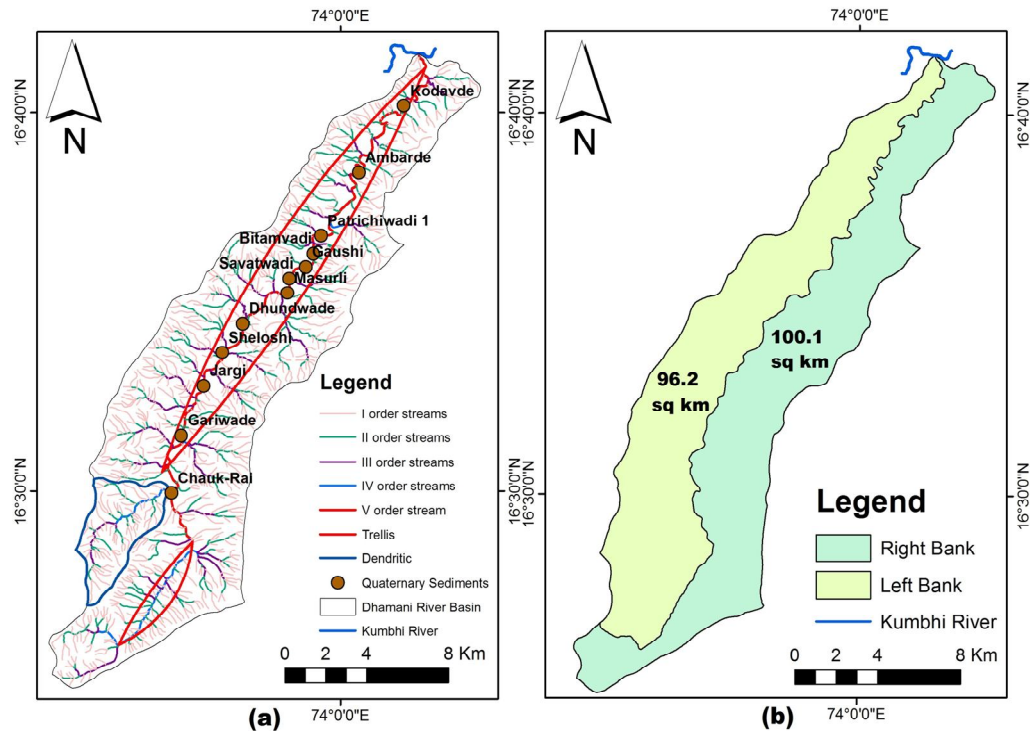 74°0'0"E
74°0'0"E
16°40'0"N
16°40'0"N
N
N
Kodavde
Ambarde
Patrichiwadi 1
Bitamvadi
Gaushi
Savatwadi
Masurli
Dhundwade
Sheloshi
Jargi
Gariwade
Chauk-Rai
16°30'0"N
16°30'0"N
Legend
I order streams
II order streams
III order streams
IV order streams
V order stream
Trellis
Dendritic
Quaternary Sediments
Dhamani River Basin
Kumbhi River
0 2 4 8 Km
74°0'0"E
(a)
100.1
sq km
96.2
sq km
Legend
Right Bank
Left Bank
Kumbhi River
0 2 4 8 Km
74°0'0"E
(b)